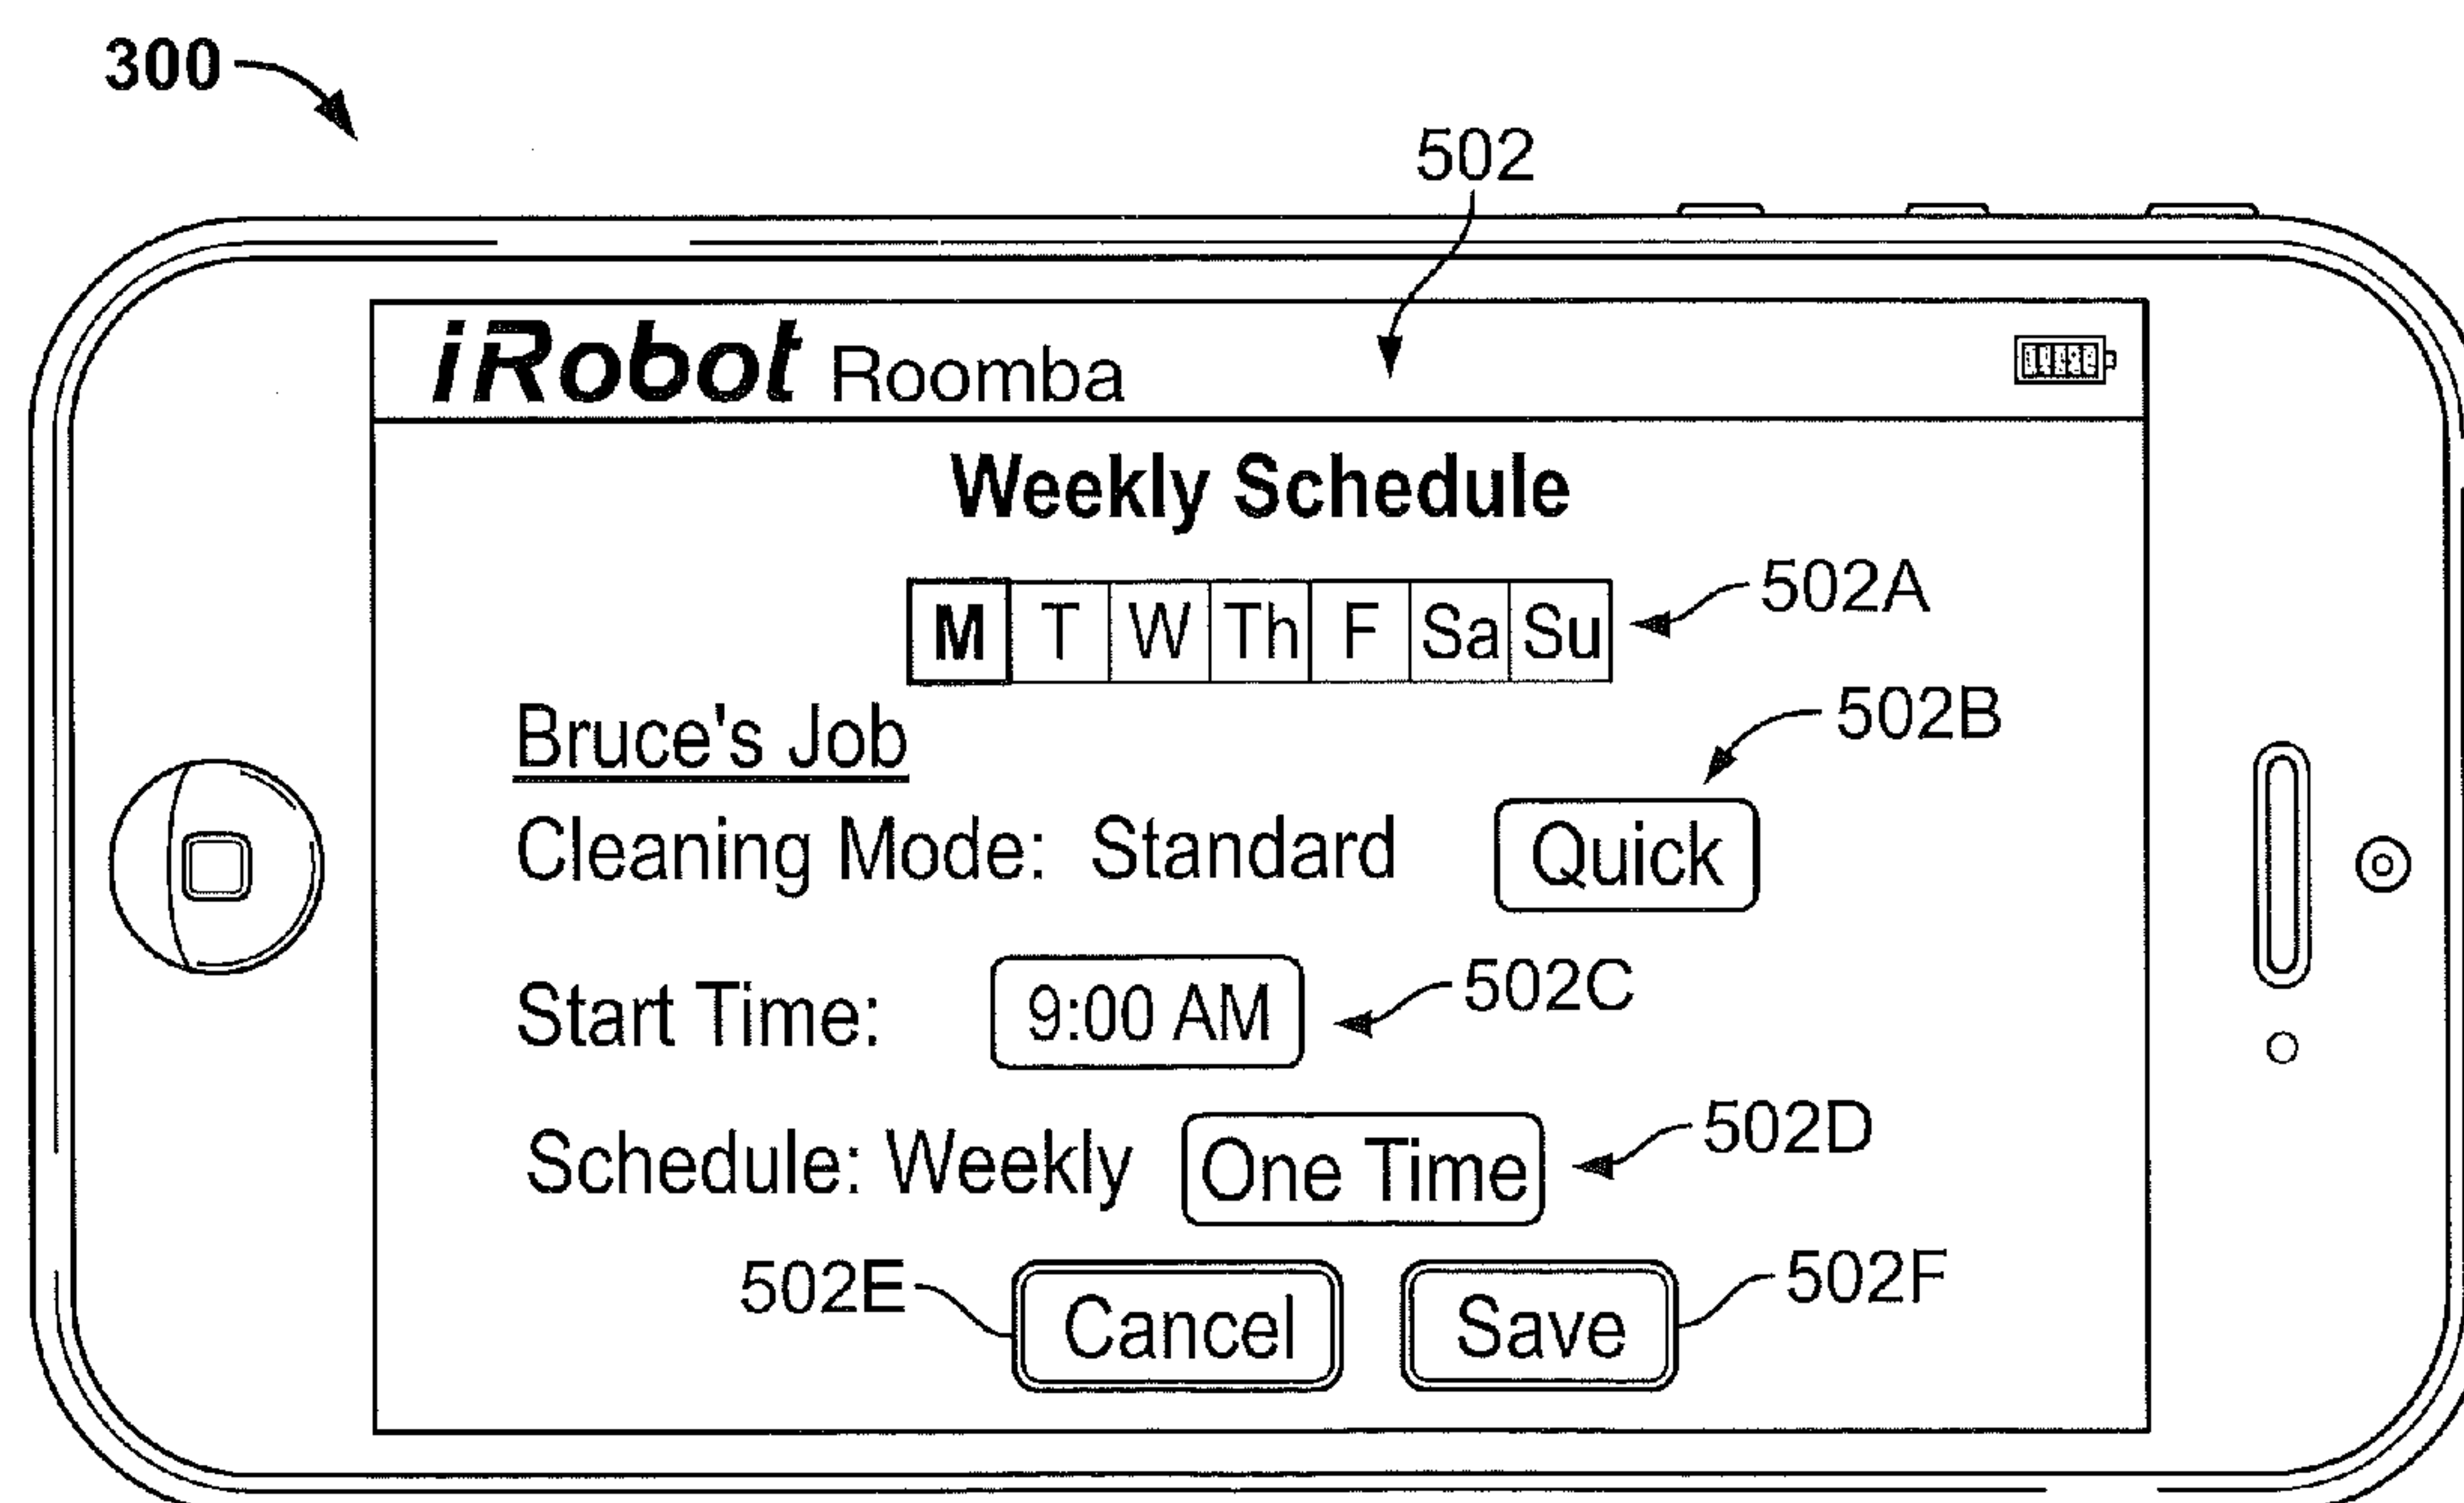 300
502
iRobot Roomba
Weekly Schedule
M T W Th F Sa Su 502A
Bruce's Job 502B
Cleaning Mode: Standard Quick
Start Time: 9:00 AM 502C
Schedule: Weekly One Time 502D
502E Cancel Save 502F